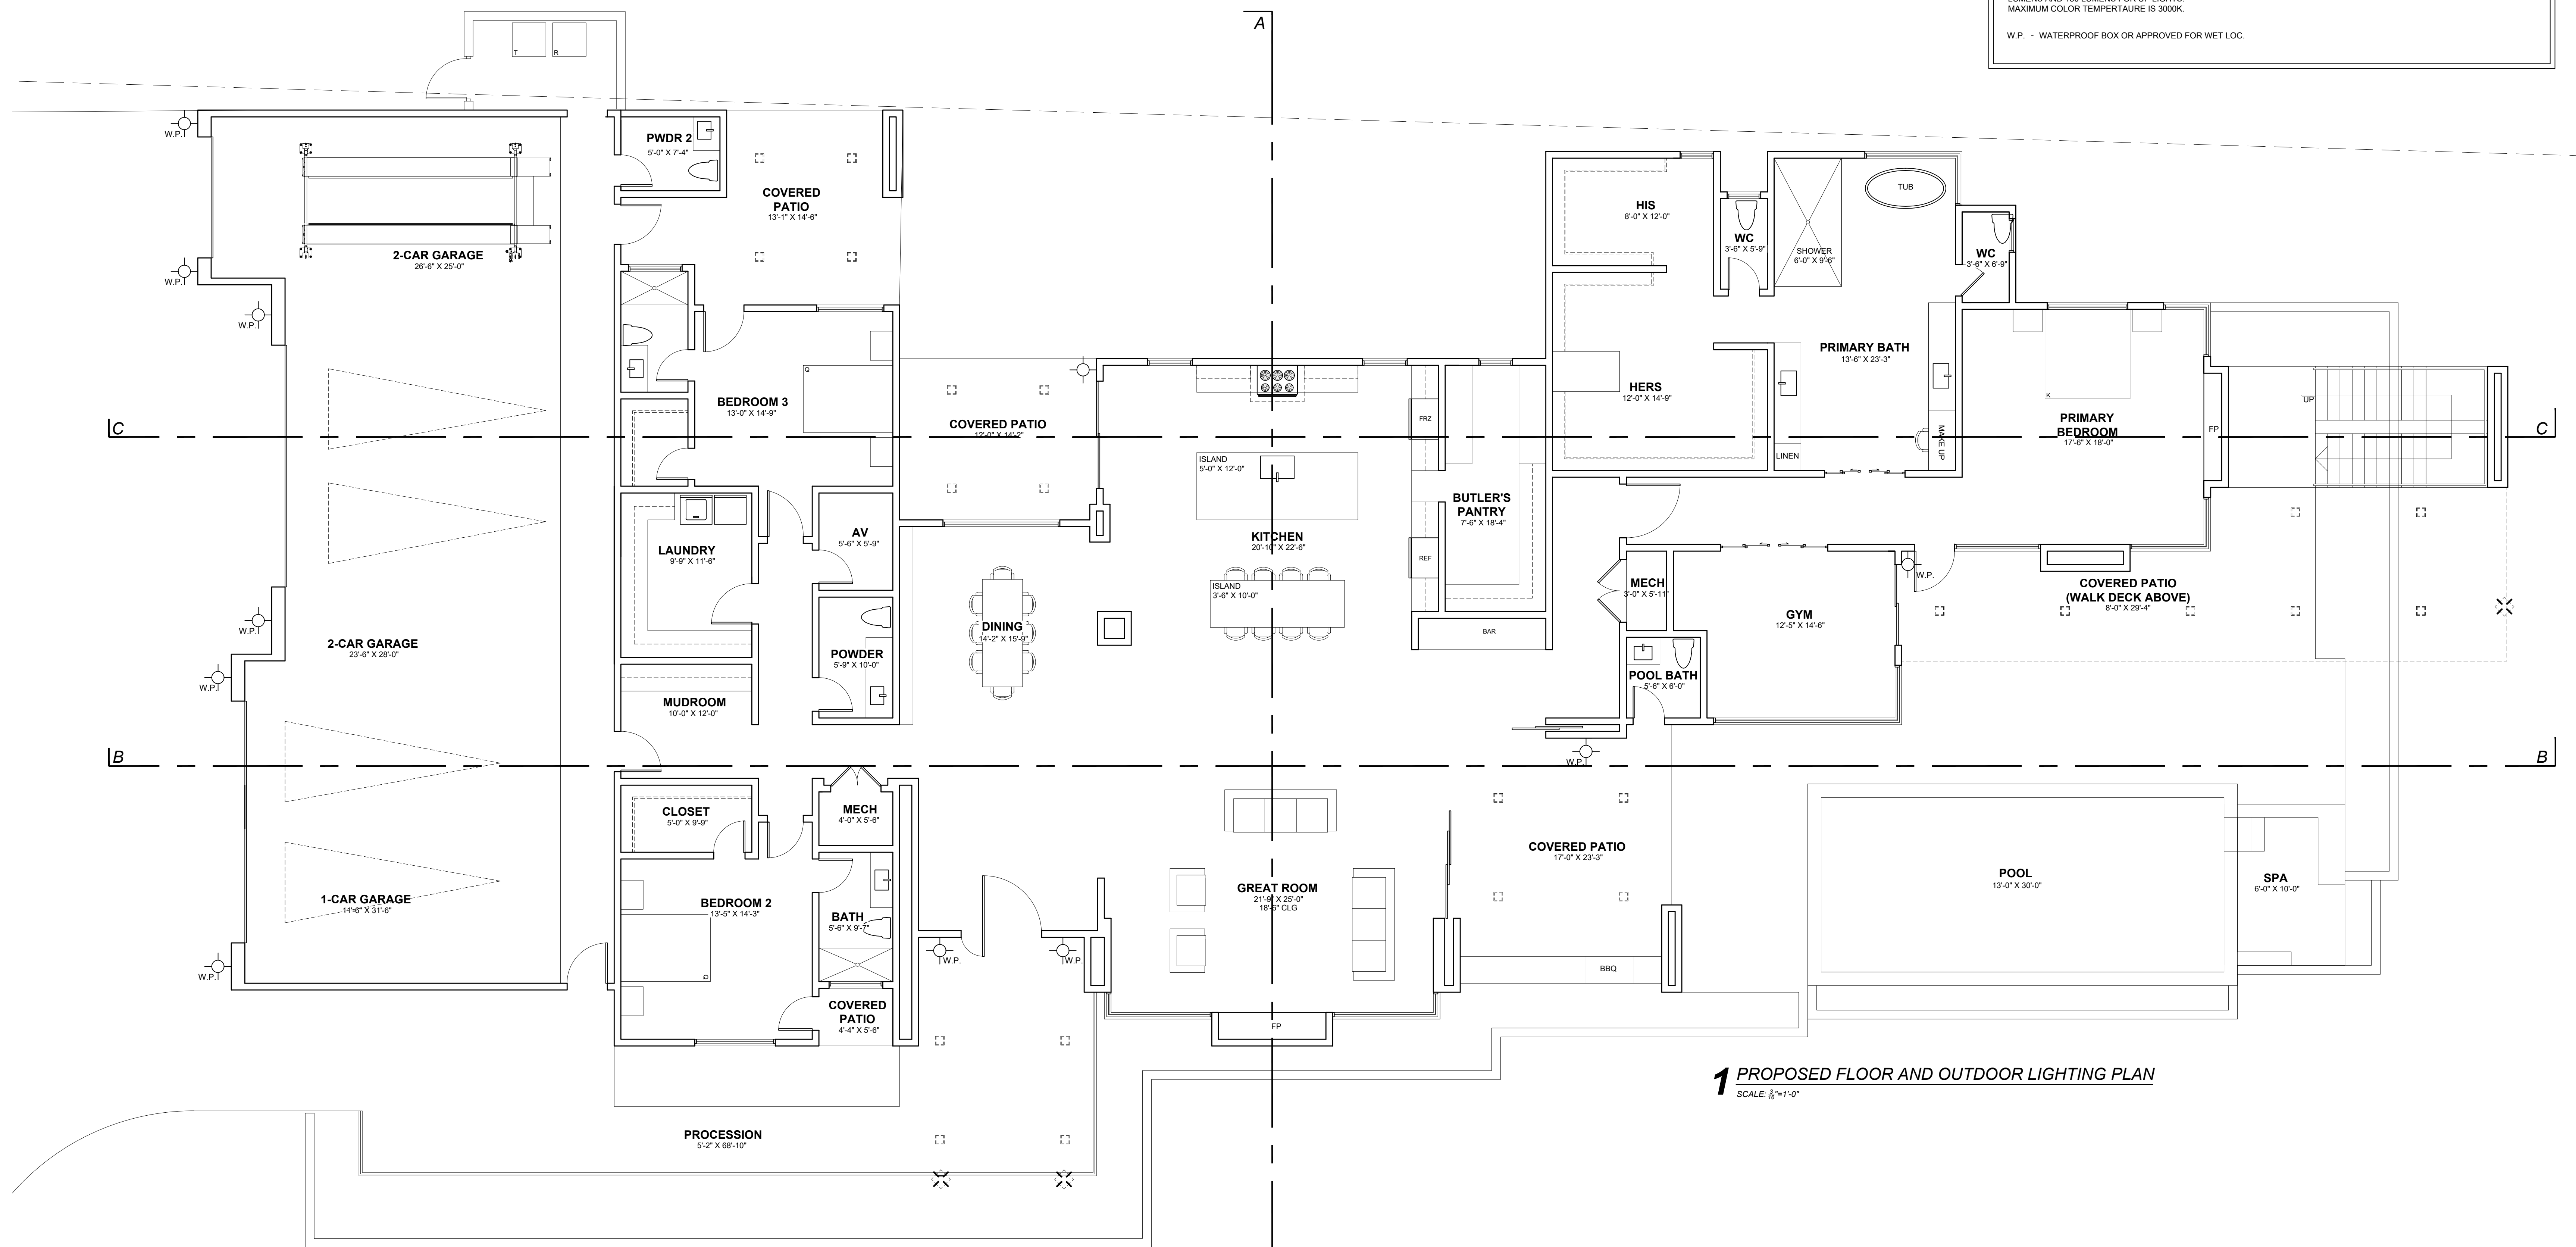 MAXIMUM COLOR TEMPERTAURE IS 3000K.
W.P. - WATERPROOF BOX OR APPROVED FOR WET LOC.
A
T
R
W.P.
PWDR 2
5'-0" X 7'-4"
COVERED
PATIO
13'-1" X 14'-6"
2-CAR GARAGE
26'-6" X 25'-0"
W.P.
W.P.
HIS
8'-0" X 12'-0"
WC
3'-6" X 5'-9"
SHOWER
6'-0" X 9'-6"
TUB
WC
3'-6" X 6'-9"
Q
BEDROOM 3
13'-0" X 14'-9"
COVERED PATIO
12'-0" X 14'-2"
FRZ
HERS
12'-0" X 14'-9"
PRIMARY BATH
13'-6" X 23'-3"
K
PRIMARY
BEDROOM
17'-6" X 18'-0"
FP
UP
C
C
MAKE UP
LINEN
ISLAND
5'-0" X 12'-0"
BUTLER'S
PANTRY
7'-6" X 18'-4"
KITCHEN
20'-10" X 22'-6"
REF
AV
5'-6" X 5'-9"
LAUNDRY
9'-9" X 11'-6"
ISLAND
3'-6" X 10'-0"
MECH
3'-0" X 5'-11"
W.P.
COVERED PATIO
(WALK DECK ABOVE)
8'-0" X 29'-4"
GYM
12'-5" X 14'-6"
W.P.
2-CAR GARAGE
23'-6" X 28'-0"
DINING
14'-2" X 15'-9"
BAR
POWDER
5'-9" X 10'-0"
POOL BATH
5'-6" X 6'-0"
W.P.
MUDROOM
10'-0" X 12'-0"
B
B
W.P.
CLOSET
5'-0" X 9'-9"
MECH
4'-0" X 5'-6"
COVERED PATIO
17'-0" X 23'-3"
POOL
13'-0" X 30'-0"
SPA
6'-0" X 10'-0"
1-CAR GARAGE
11'-6" X 31'-6"
BEDROOM 2
13'-5" X 14'-3"
BATH
5'-6" X 9'-7"
GREAT ROOM
21'-9" X 25'-0"
18'-6" CLG
W.P.
Q
W.P.
W.P.
BBQ
COVERED
PATIO
4'-4" X 5'-6"
FP
1 PROPOSED FLOOR AND OUTDOOR LIGHTING PLAN
SCALE: 3/16"=1'-0"
PROCESSION
5'-2" X 68'-10"